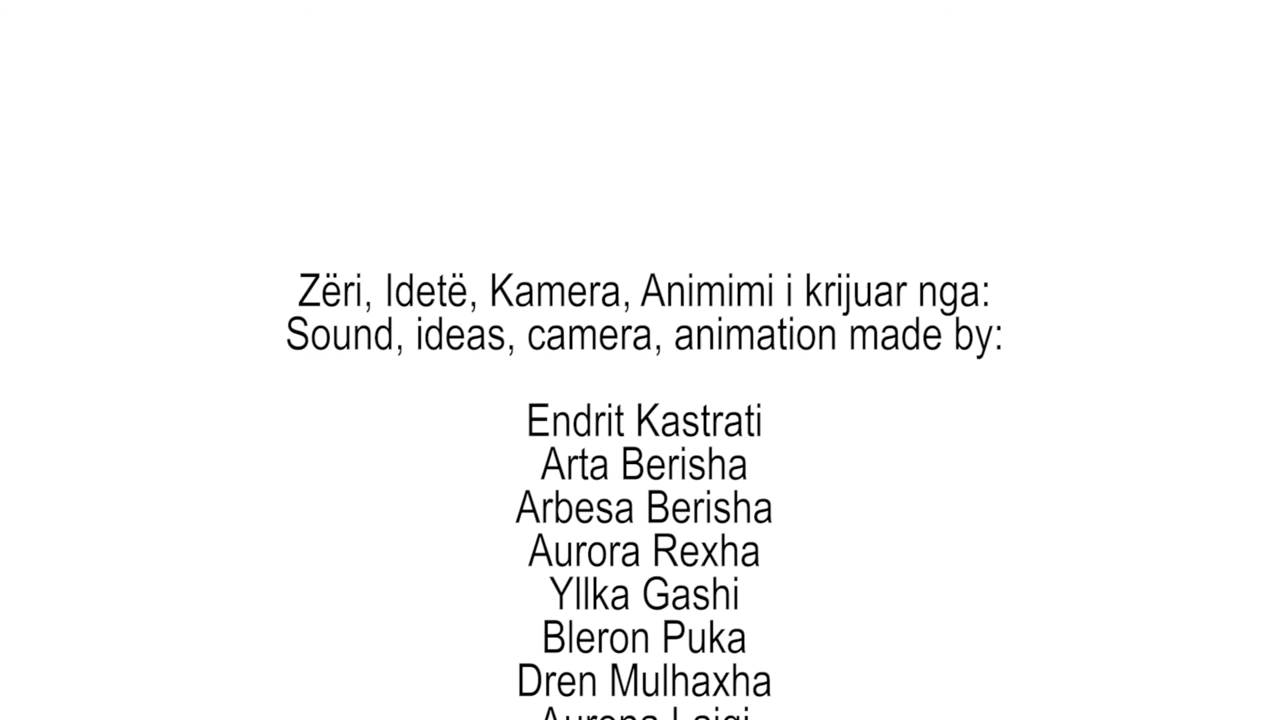 Zëri, Idetë, Kamera, Animimi i krijuar nga:
Sound, ideas, camera, animation made by:
Endrit Kastrati
Arta Berisha
Arbesa Berisha
Aurora Rexha
Yllka Gashi
Bleron Puka
Dren Mulhaxha